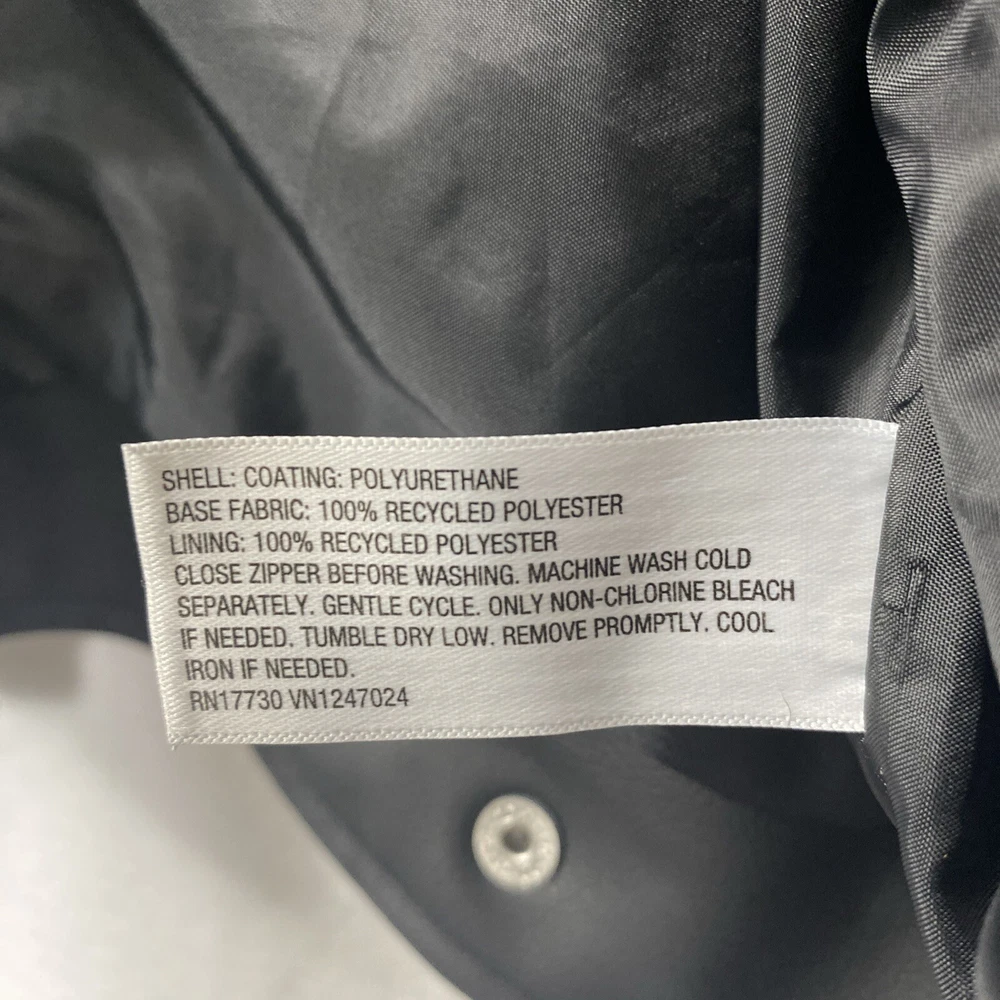 SHELL: COATING: POLYURETHANE
BASE FABRIC: 100% RECYCLED POLYESTER
LINING: 100% RECYCLED POLYESTER
CLOSE ZIPPER BEFORE WASHING. MACHINE WASH COLD
SEPARATELY. GENTLE CYCLE. ONLY NON-CHLORINE BLEACH
IF NEEDED. TUMBLE DRY LOW. REMOVE PROMPTLY. COOL
IRON IF NEEDED.
RN17730 VN1247024